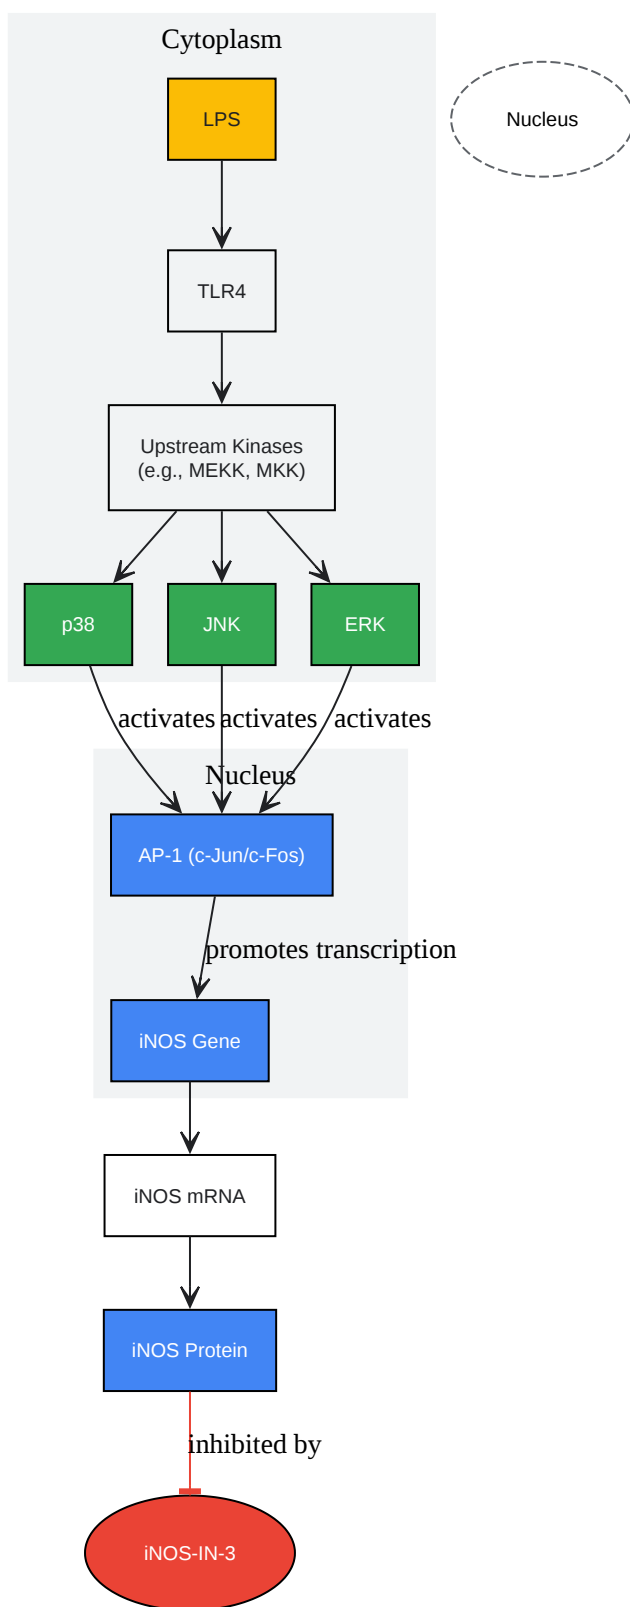 Cytoplasm
LPS
Nucleus
TLR4
Upstream Kinases
(e.g., MEKK, MKK)
p38
JNK
ERK
activates
activates
activates
Nucleus
AP-1 (c-Jun/c-Fos)
promotes transcription
iNOS Gene
iNOS mRNA
iNOS Protein
inhibited by
iNOS-IN-3